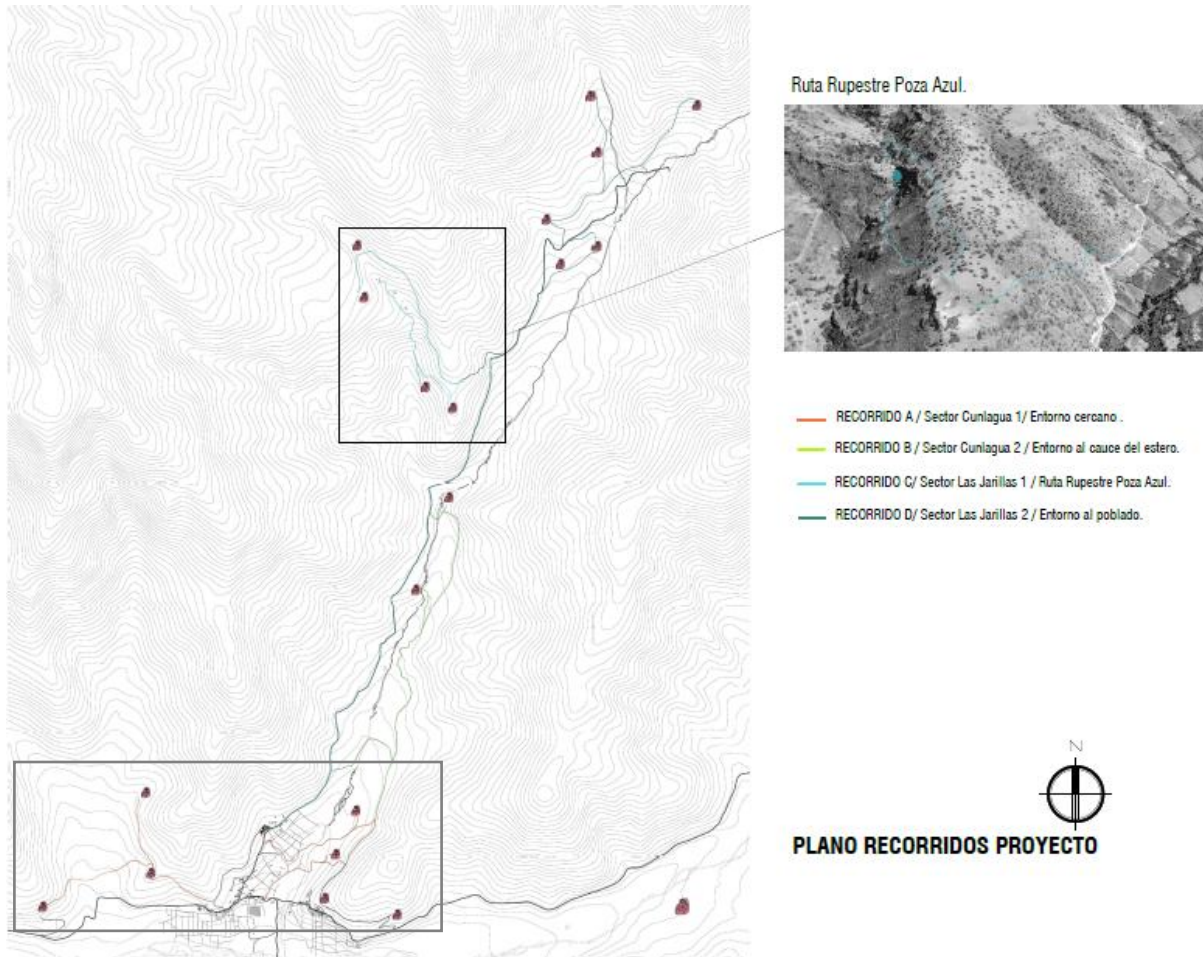 Ruta Rupestre Poza Azul.
RECORRIDO A / Sector Cunlagua 1/ Entorno cercano .
RECORRIDO B / Sector Cunlagua 2 / Entorno al cauce del estero.
RECORRIDO C/ Sector Las Jarillas 1 / Ruta Rupestre Poza Azul.
RECORRIDO D/ Sector Las Jarillas 2 / Entorno al poblado.
N
PLANO RECORRIDOS PROYECTO